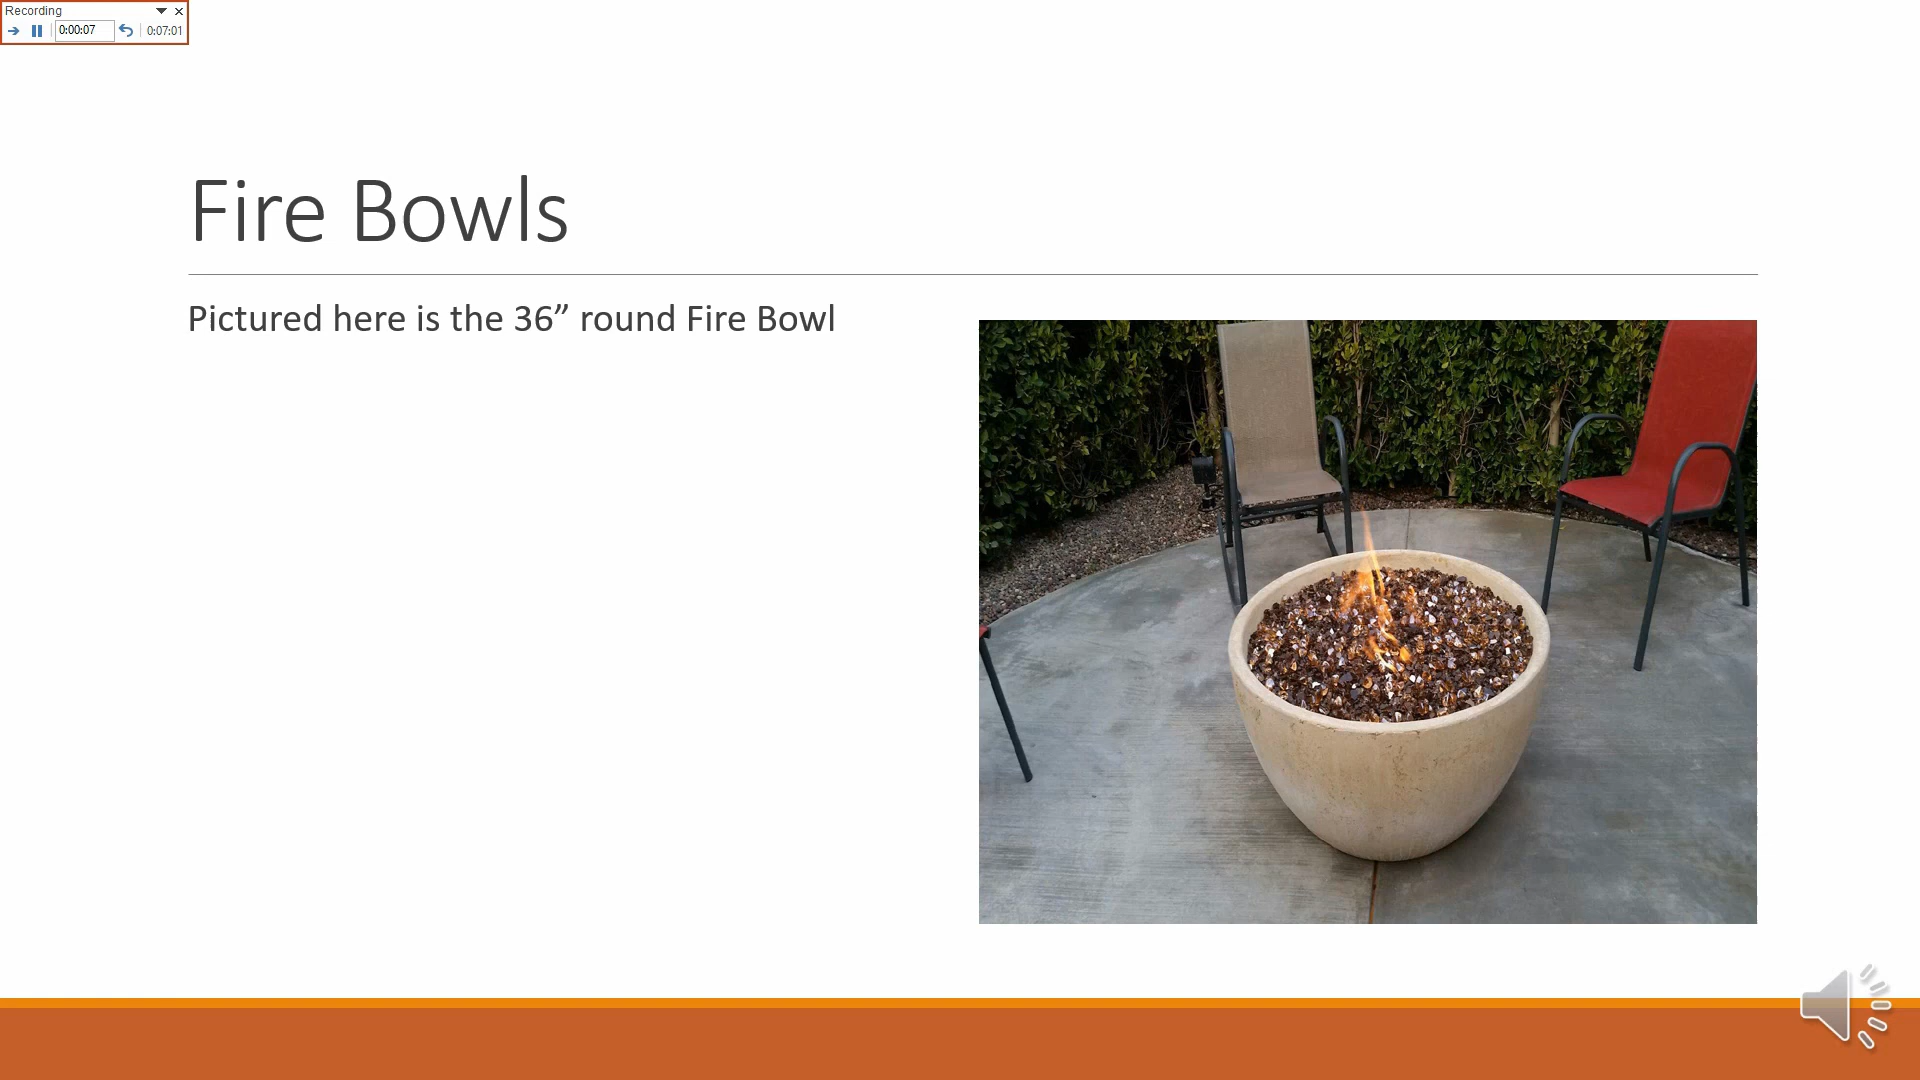 Recording
0:00:07 0:07:01
Fire Bowls
Pictured here is the 36” round Fire Bowl